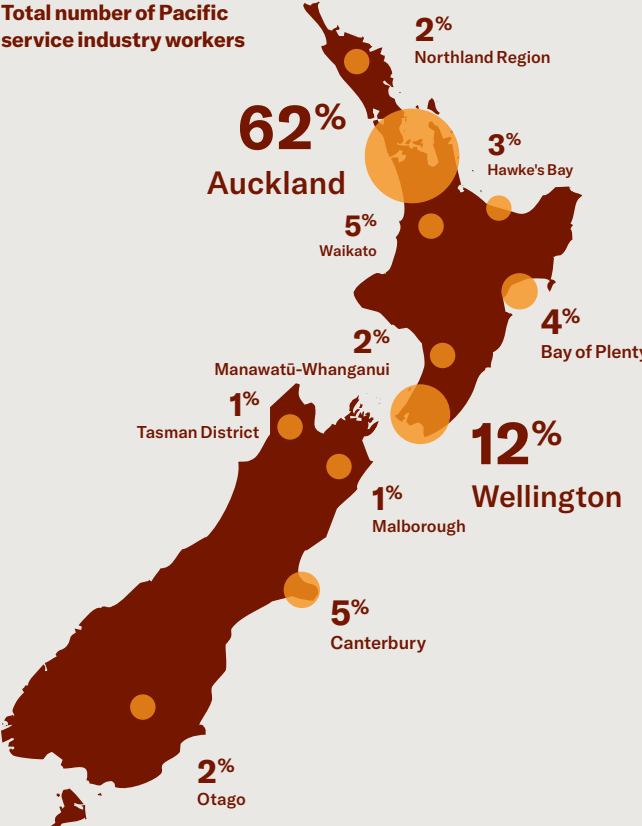 Total number of Pacific
service industry workers
2%
Northland Region
62%
Auckland
3%
Hawke's Bay
5%
Waikato
4%
Bay of Plenty
2%
Manawatū-Whanganui
1%
Tasman District
12%
Wellington
1%
Malborough
5%
Canterbury
2%
Otago